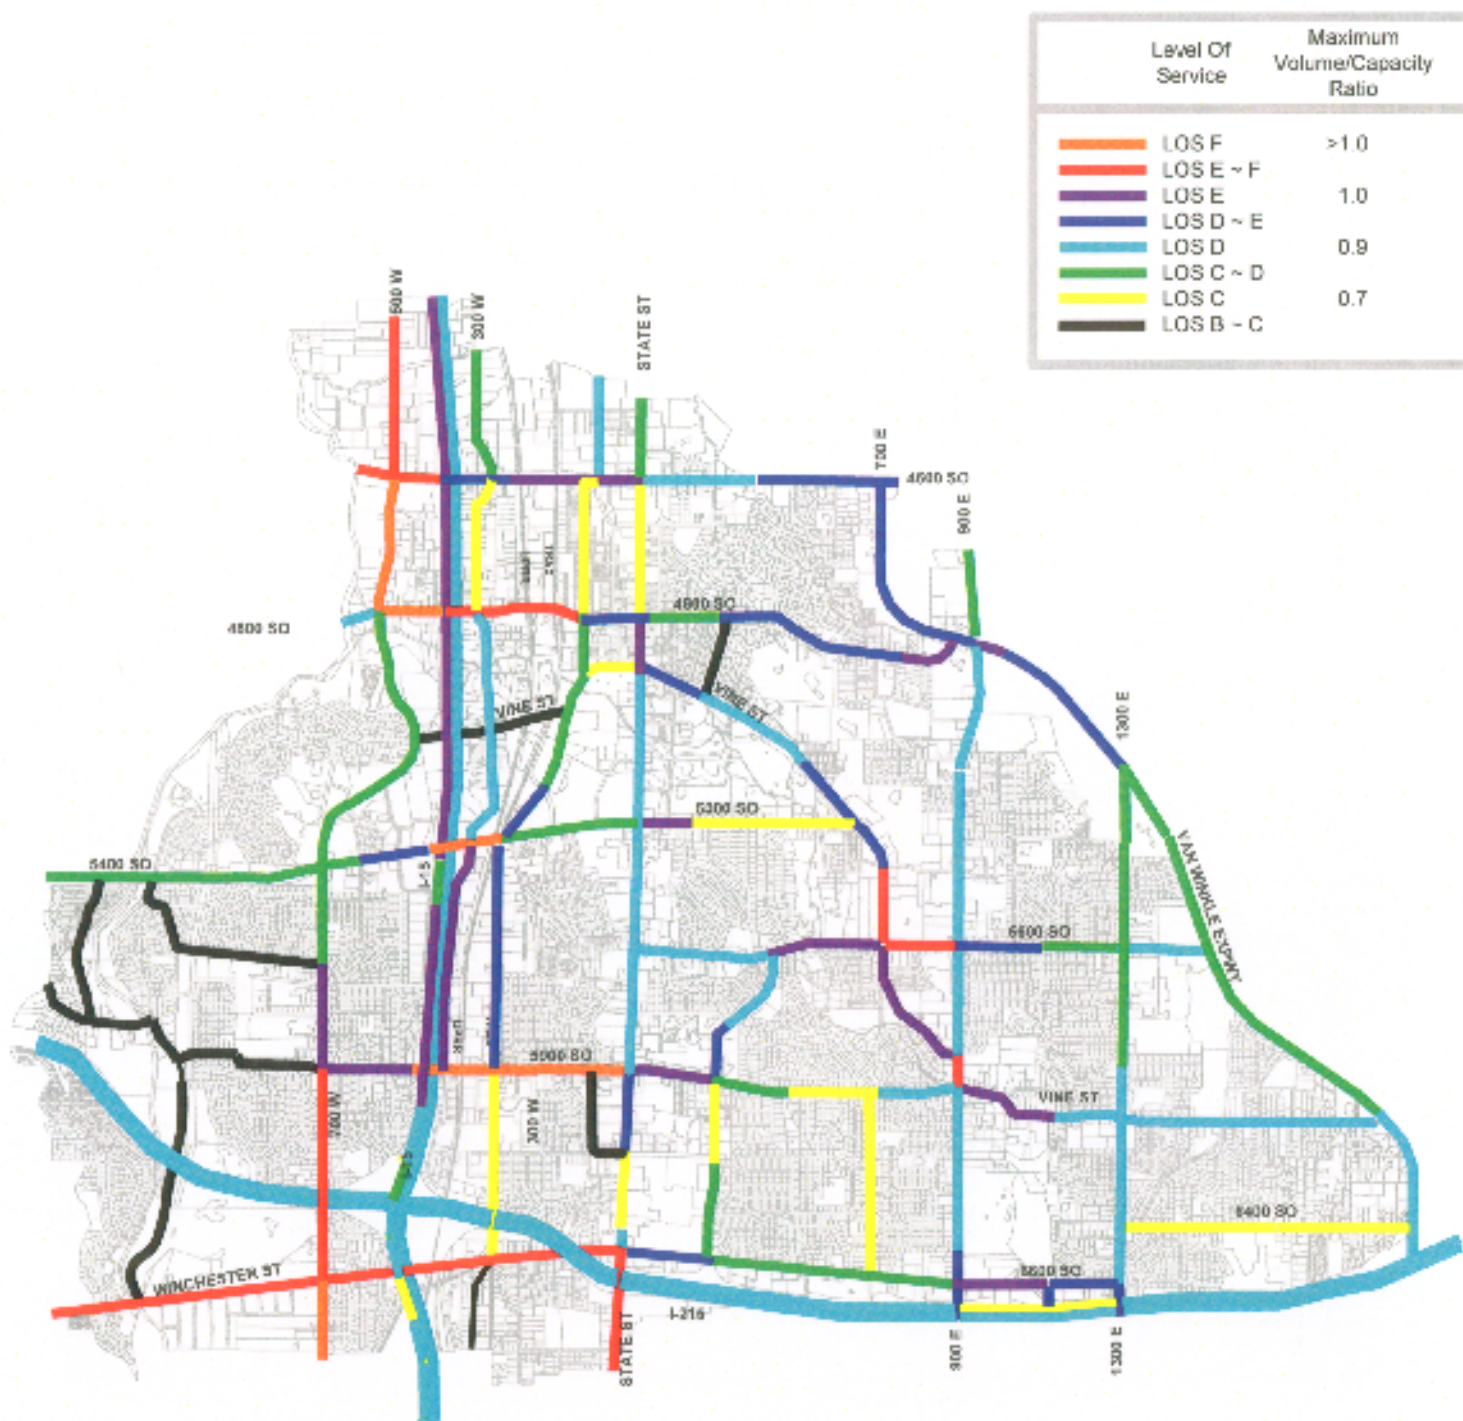 Level Of Service
Maximum Volume/Capacity Ratio
LOS F >1.0
LOS E ~ F
LOS E 1.0
LOS D ~ E
LOS D 0.9
LOS C ~ D
LOS C 0.7
LOS B ~ C
300 W
STATE ST
700 E
4500 SO
900 E
4800 SO
4800 SO
VINE ST
VINE ST
1300 E
5300 SO
5400 SO
I-15
VAN WINKLE EXPWY
5600 SO
5900 SO
700 W
300 W
VINE ST
I-15
6400 SO
WINCHESTER ST
6600 SO
I-215
STATE ST
900 E
1300 E